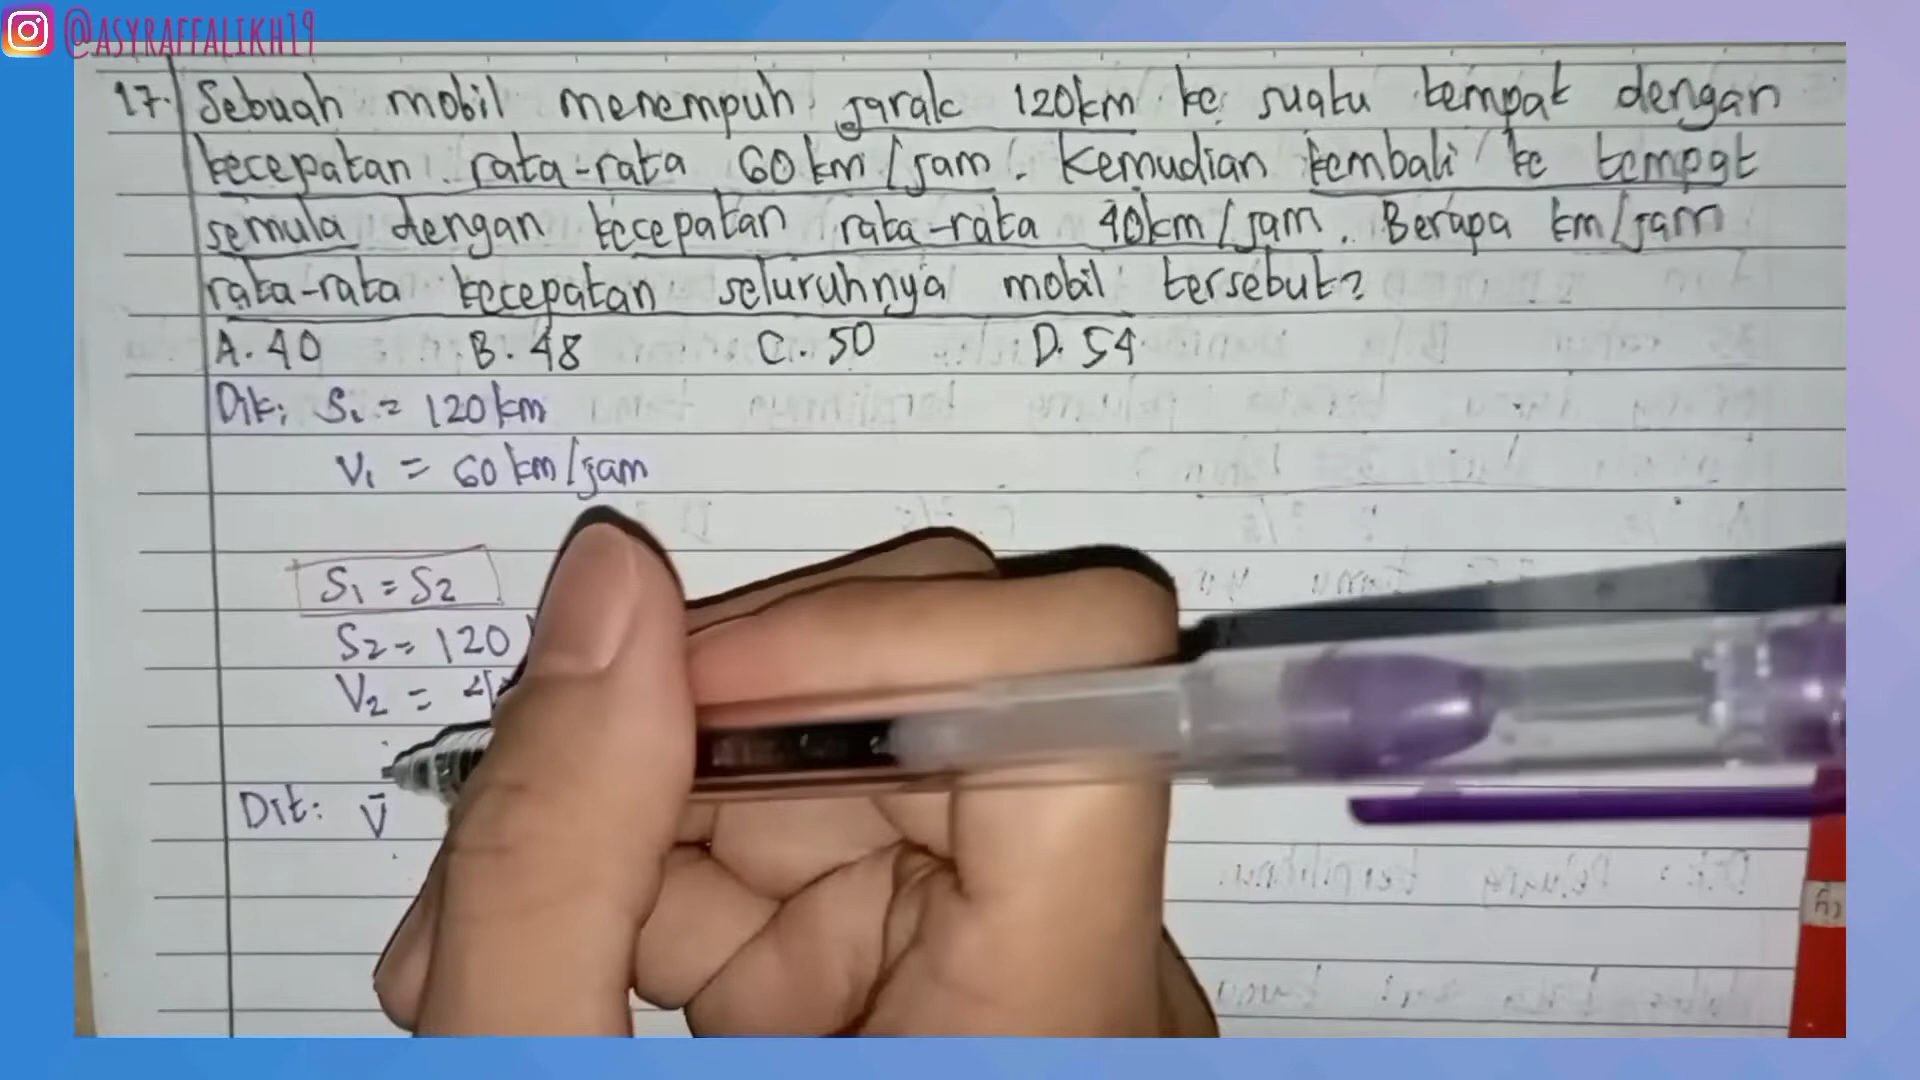 @ASYRAFFALIKH19
17. Sebuah mobil menempuh jarak 120km ke suatu tempat dengan
kecepatan rata-rata 60 km/jam. Kemudian kembali ke tempat
semula dengan kecepatan rata-rata 40km/jam. Berapa km/jam
rata-rata kecepatan seluruhnya mobil tersebut?
A. 40 B. 48 C. 50 D. 54
Dik: S₁ = 120 km
V₁ = 60 km/jam
S₁ = S₂
S₂ = 120
V₂ =
Dit: V̄